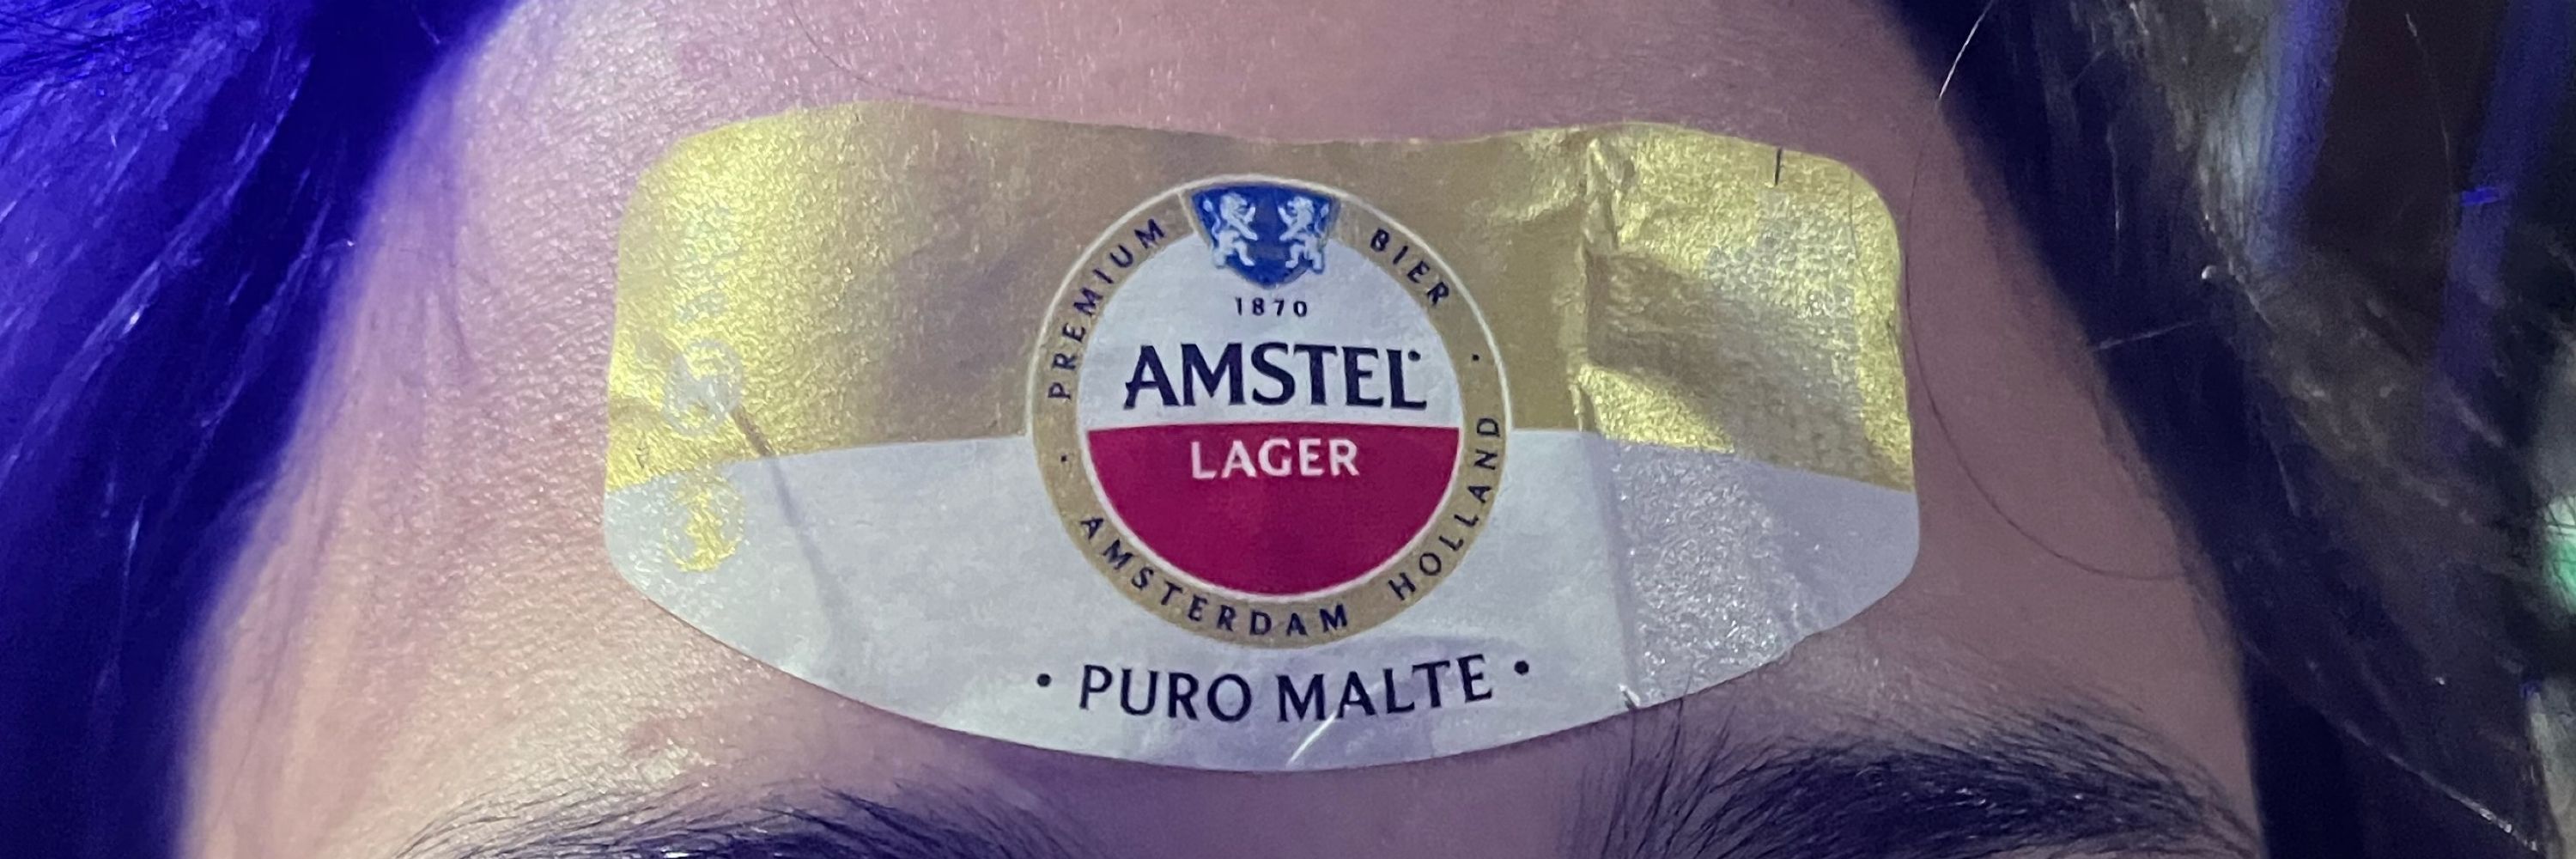 PREMIUM BIER
1870
AMSTEL
LAGER
AMSTERDAM HOLLAND
• PURO MALTE •